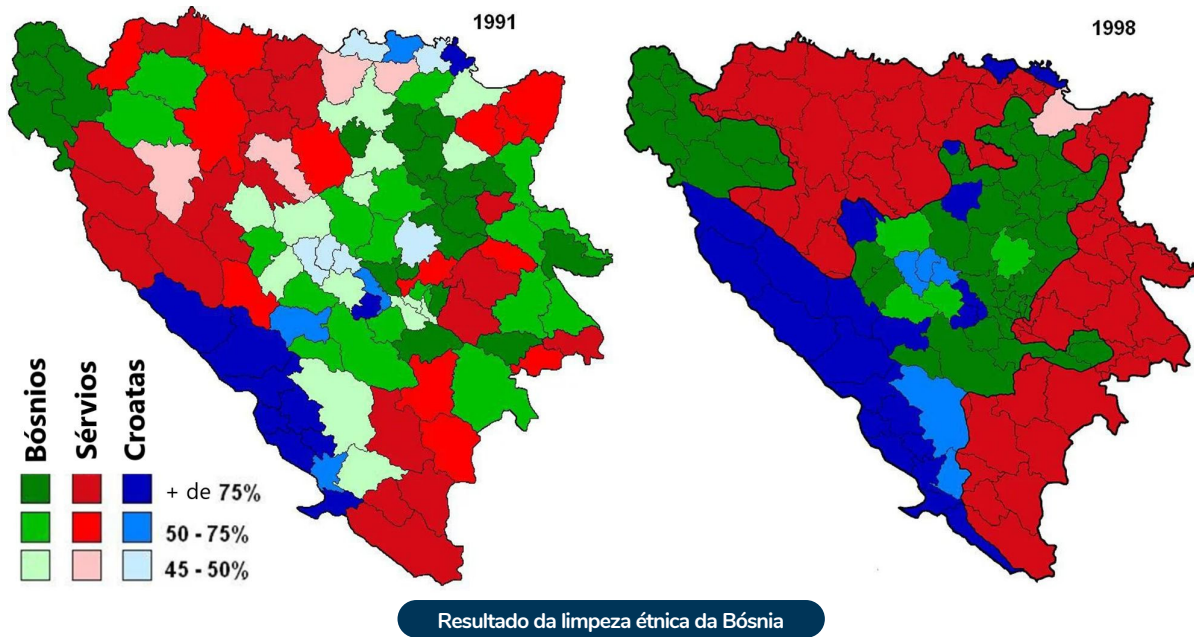 1991
1998
Bósnios
Sérvios
Croatas
+ de 75%
50 - 75%
45 - 50%
Resultado da limpeza étnica da Bósnia